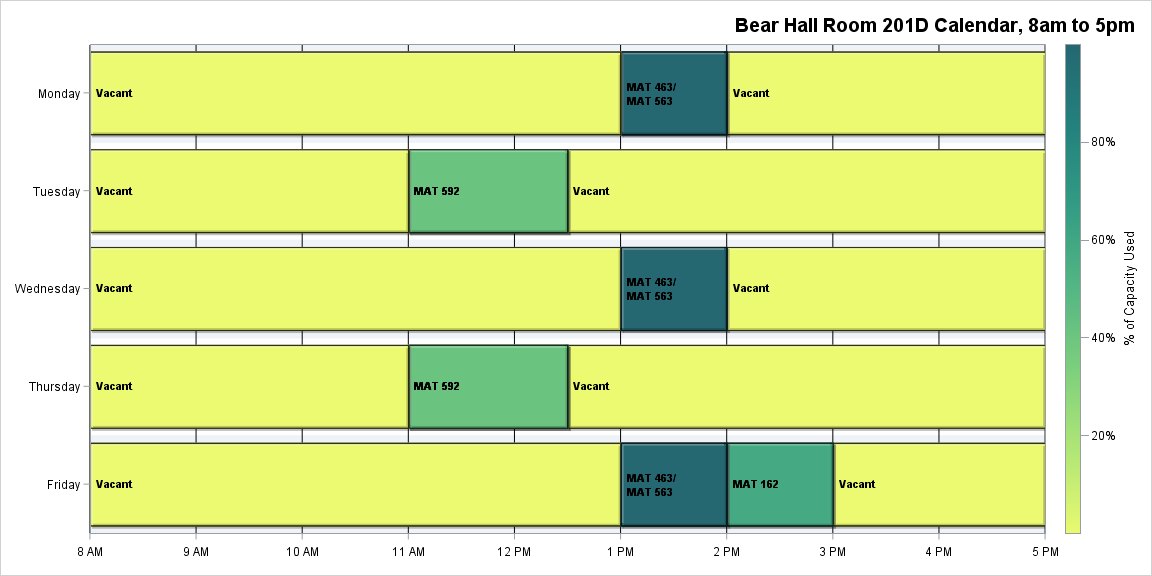 Bear Hall Room 201D Calendar, 8am to 5pm
Monday
Vacant
MAT 463/
MAT 563
Vacant
Tuesday
Vacant
MAT 592
Vacant
Wednesday
Vacant
MAT 463/
MAT 563
Vacant
Thursday
Vacant
MAT 592
Vacant
Friday
Vacant
MAT 463/
MAT 563
MAT 162
Vacant
8 AM 9 AM 10 AM 11 AM 12 PM 1 PM 2 PM 3 PM 4 PM 5 PM
80%
60%
40%
20%
% of Capacity Used